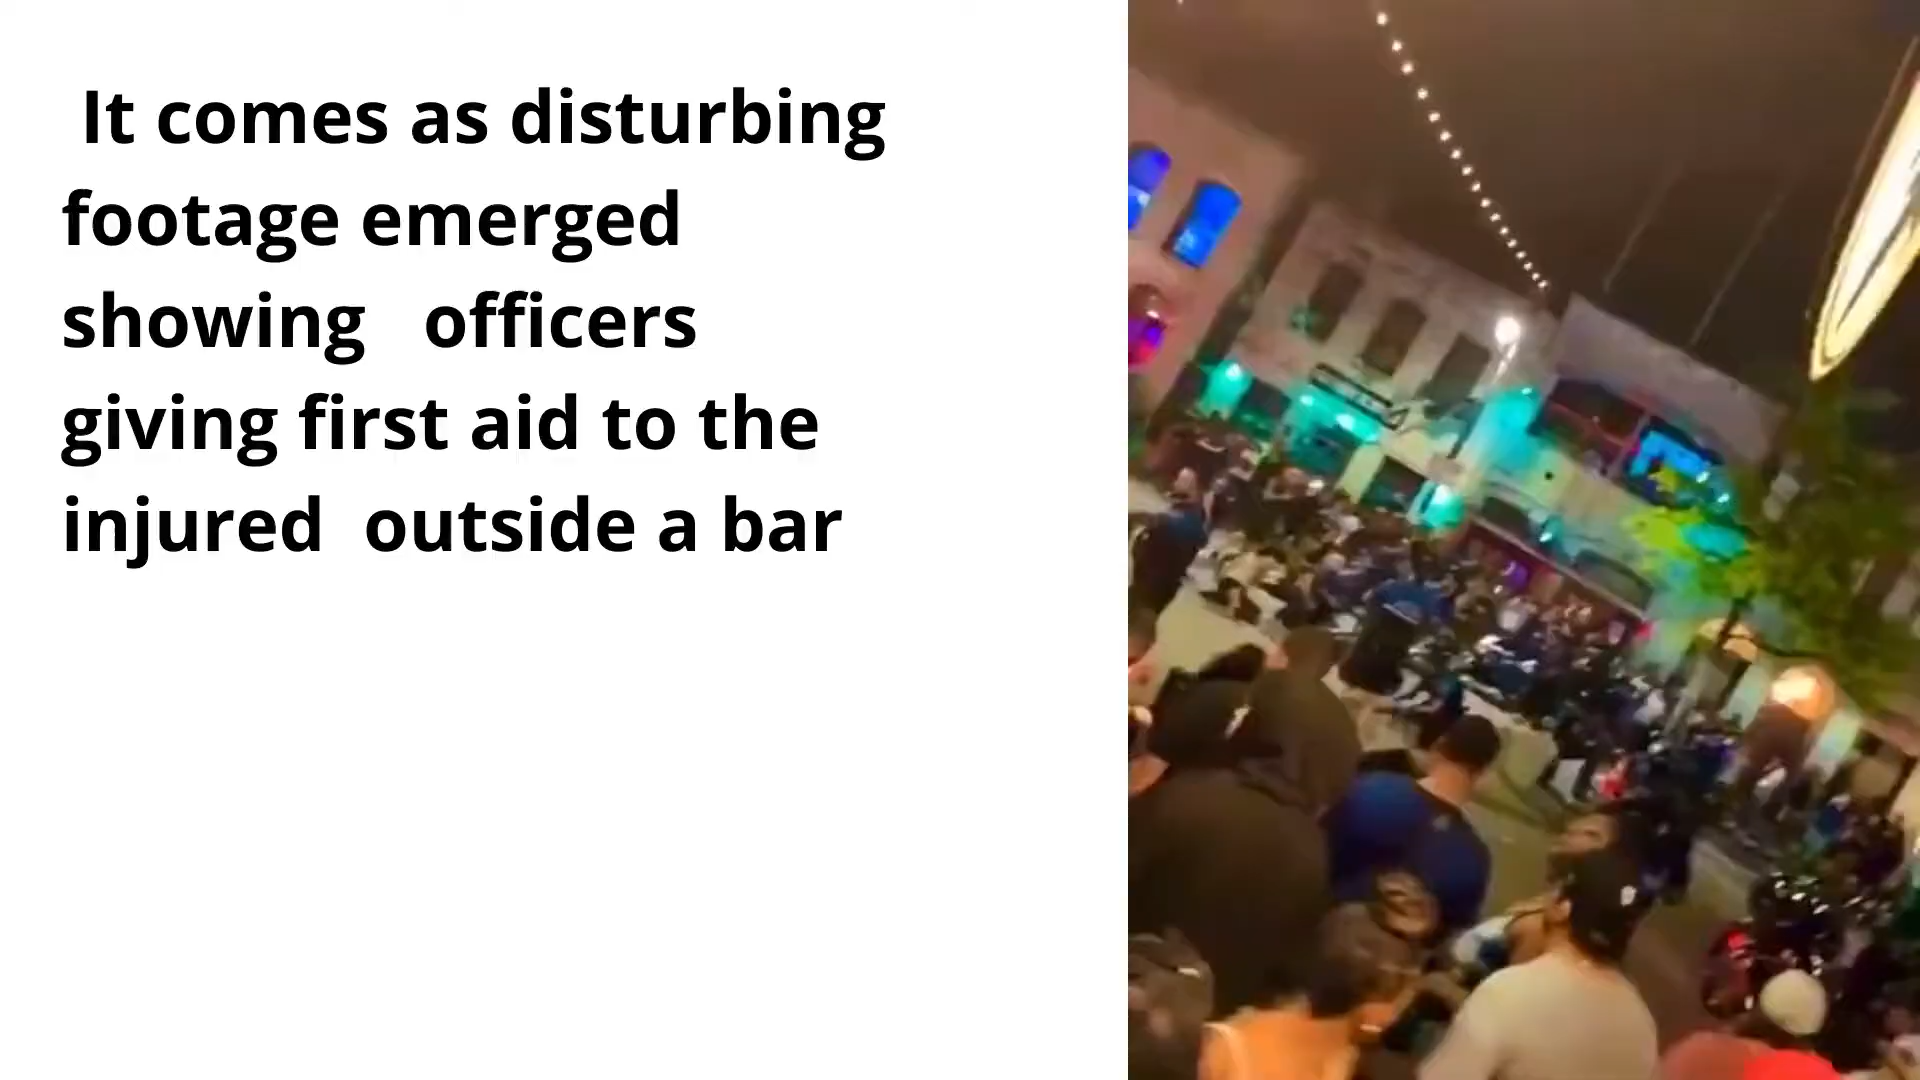 It comes as disturbing
footage emerged
showing   officers
giving first aid to the
injured  outside a bar